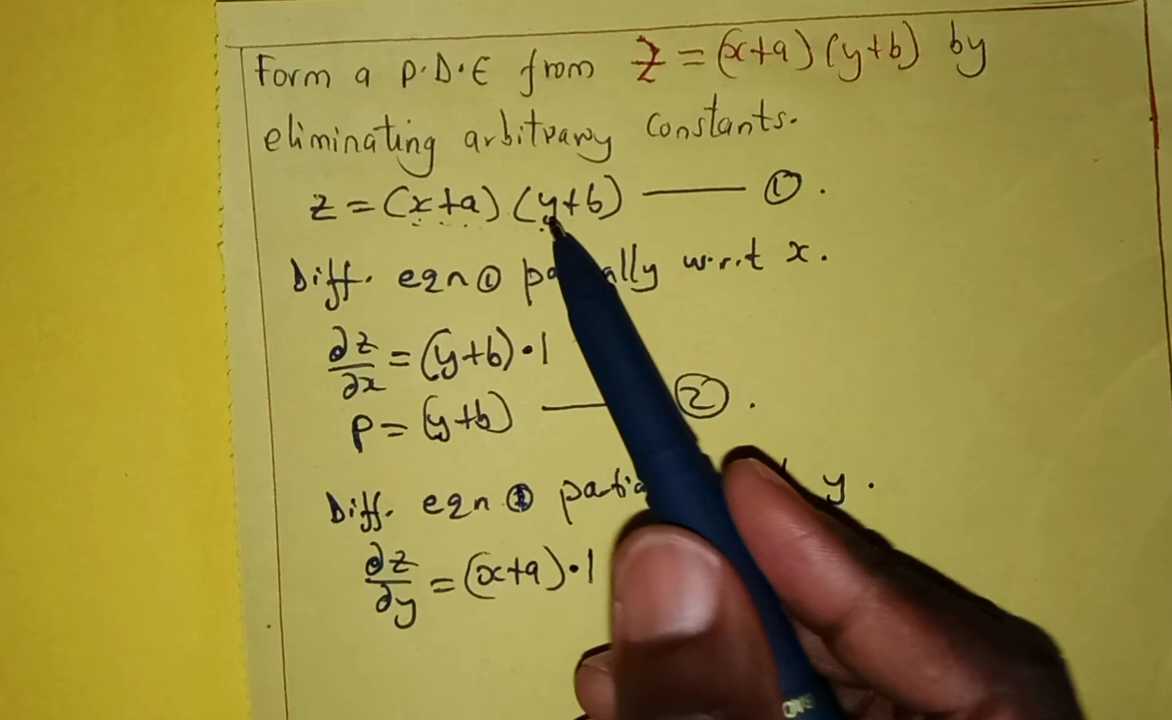 Form a P.D.E from z = (x+a) (y+b) by
eliminating arbitrary constants.
z = (x+a) (y+b) —— ①.
Diff. eqn ① w.r.t x.
∂z/∂x = (y+b)·1
P = (y+b) —— ②.
Diff. eqn ① y.
∂z/∂y = (x+a)·1